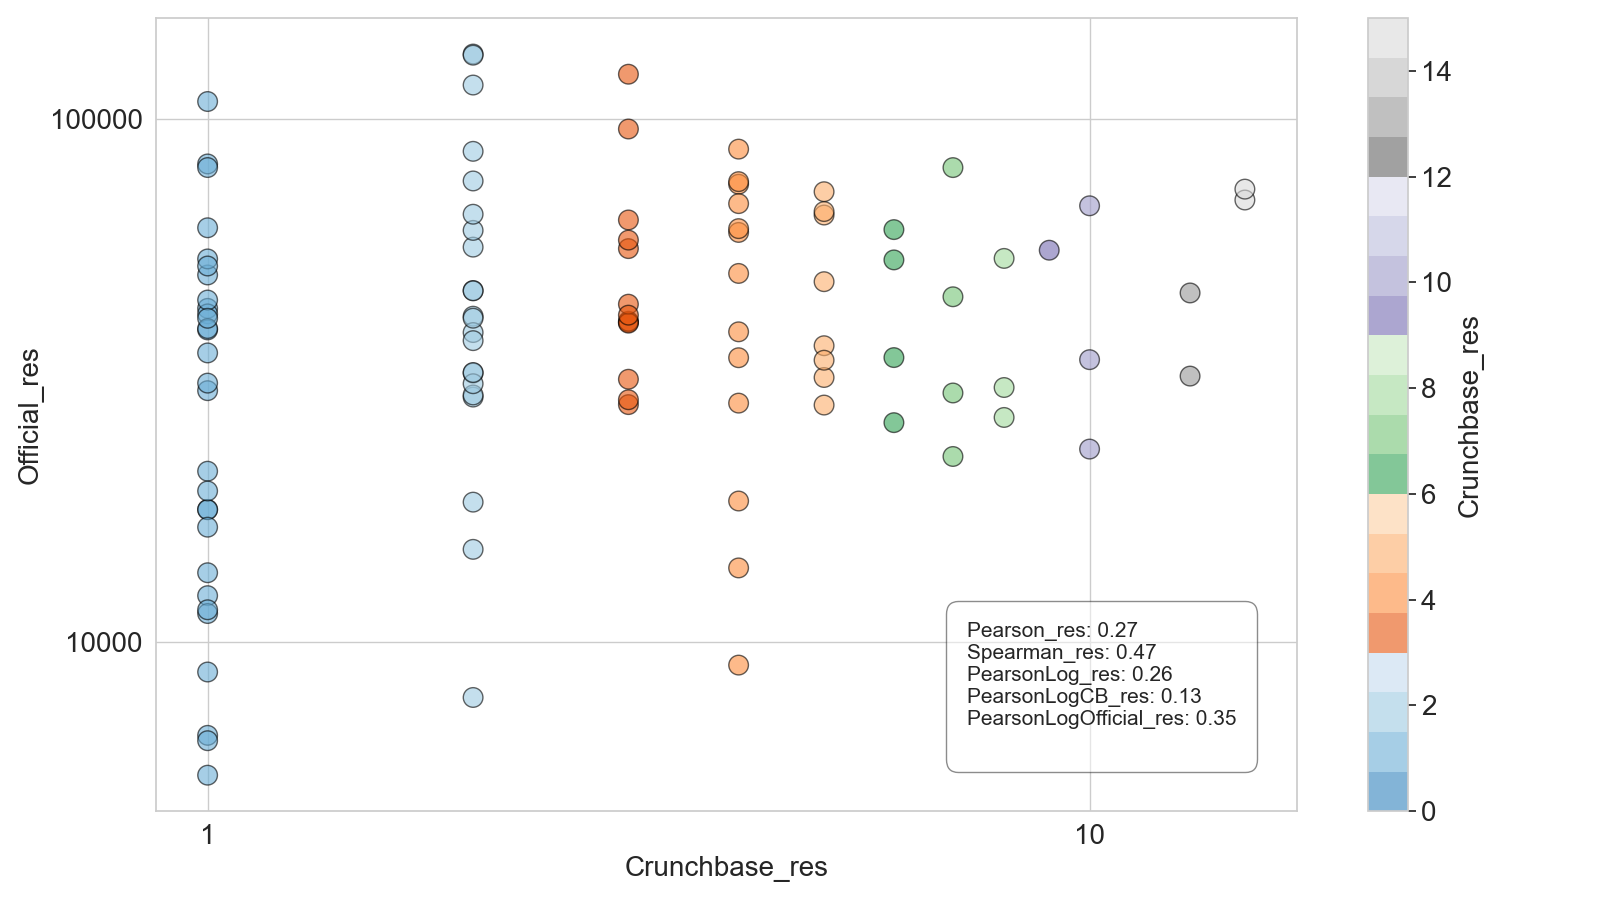 100000
10000
Official_res
1
10
Crunchbase_res
Pearson_res: 0.27
Spearman_res: 0.47
PearsonLog_res: 0.26
PearsonLogCB_res: 0.13
PearsonLogOfficial_res: 0.35
14
12
10
8
6
4
2
0
Crunchbase_res